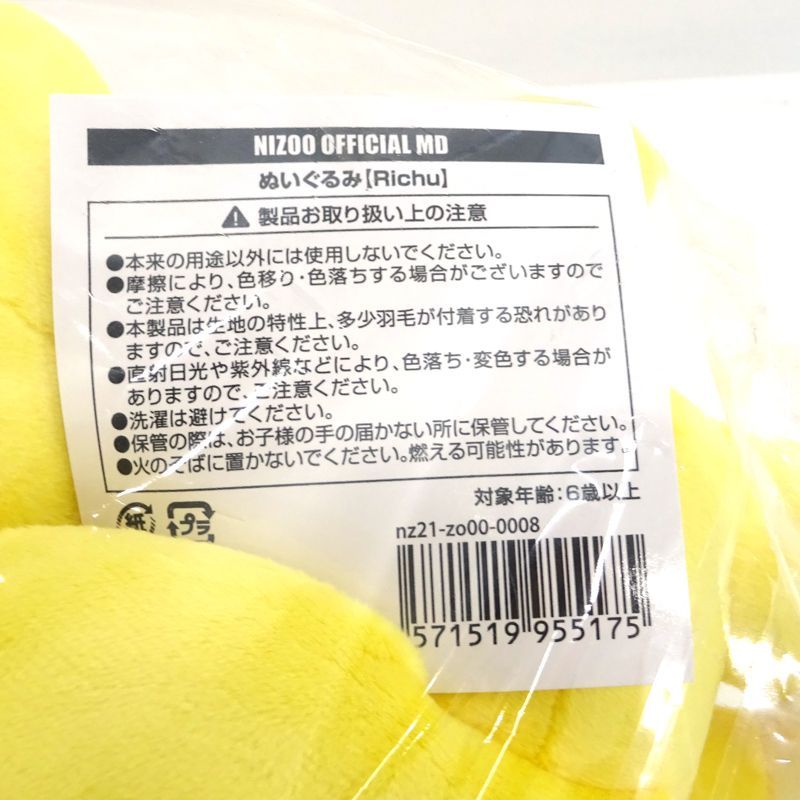 NIZOO OFFICIAL MD
ぬいぐるみ【Richu】
製品お取り扱い上の注意
●本来の用途以外には使用しないでください。
●摩擦により、色移り・色落ちする場合がございますので
ご注意ください。
●本製品は生地の特性上、多少羽毛が付着する恐れがあり
ますので、ご注意ください。
●直射日光や紫外線などにより、色落ち・変色する場合が
ありますので、ご注意ください。
●洗濯は避けてください。
●保管の際は、お子様の手の届かない所に保管してください。
●火のそばに置かないでください。燃える可能性があります。
対象年齢：6歳以上
紙 プラ
nz21-zo00-0008
571519 955175